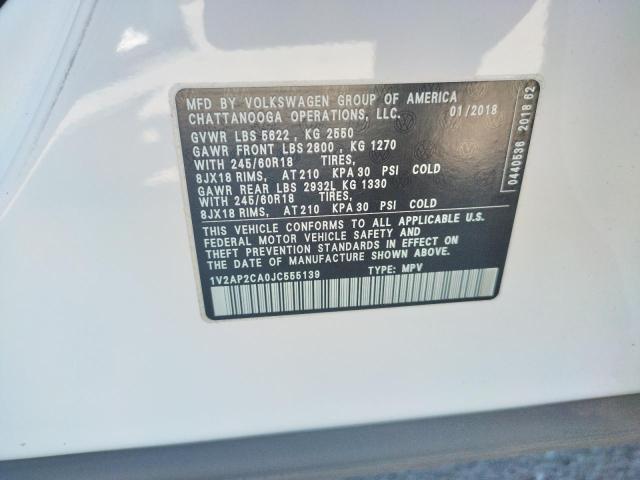 MFD BY VOLKSWAGEN GROUP OF AMERICA
CHATTANOOGA OPERATIONS, LLC. 01/2018
GVWR LBS 5622 , KG 2550
GAWR FRONT LBS 2800 , KG 1270
WITH 245/60R18 TIRES,
8JX18 RIMS, AT 210 KPA 30 PSI COLD
GAWR REAR LBS 2932L KG 1330
WITH 245/60R18 TIRES,
8JX18 RIMS, AT 210 KPA 30 PSI COLD
THIS VEHICLE CONFORMS TO ALL APPLICABLE U.S.
FEDERAL MOTOR VEHICLE SAFETY AND
THEFT PREVENTION STANDARDS IN EFFECT ON
THE DATE OF MANUFACTURE SHOWN ABOVE.
1V2AP2CA0JC555139 TYPE: MPV
0440536 2018 62